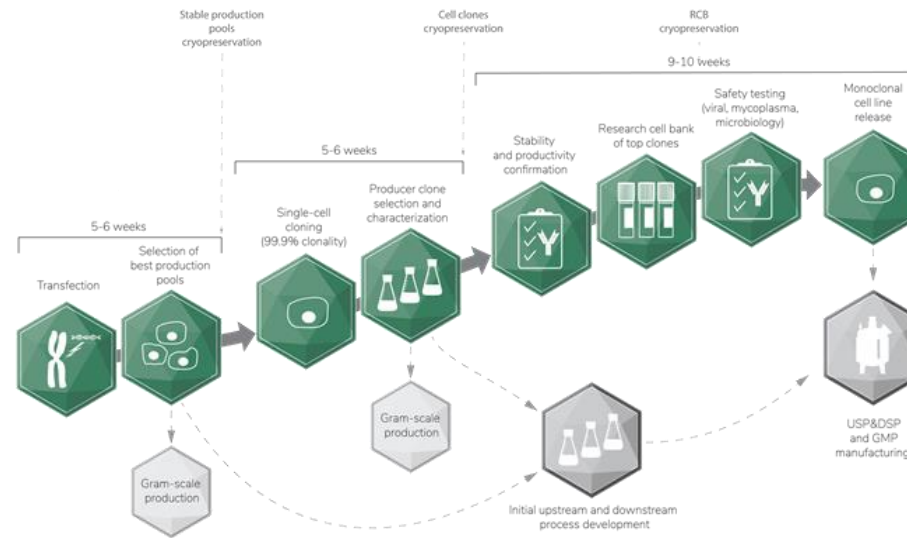 Stable production
pools
cryopreservation
Cell clones
cryopreservation
RCB
cryopreservation
9-10 weeks
Safety testing
(viral, mycoplasma,
microbiology)
Monoclonal
cell line
release
Research cell bank
of top clones
Stability
and productivity
confirmation
5-6 weeks
Producer clone
selection and
characterization
Single-cell
cloning
(99.9% clonality)
5-6 weeks
Selection of
best production
pools
Transfection
Gram-scale
production
Gram-scale
production
Initial upstream and downstream
process development
USP&DSP
and GMP
manufacturing